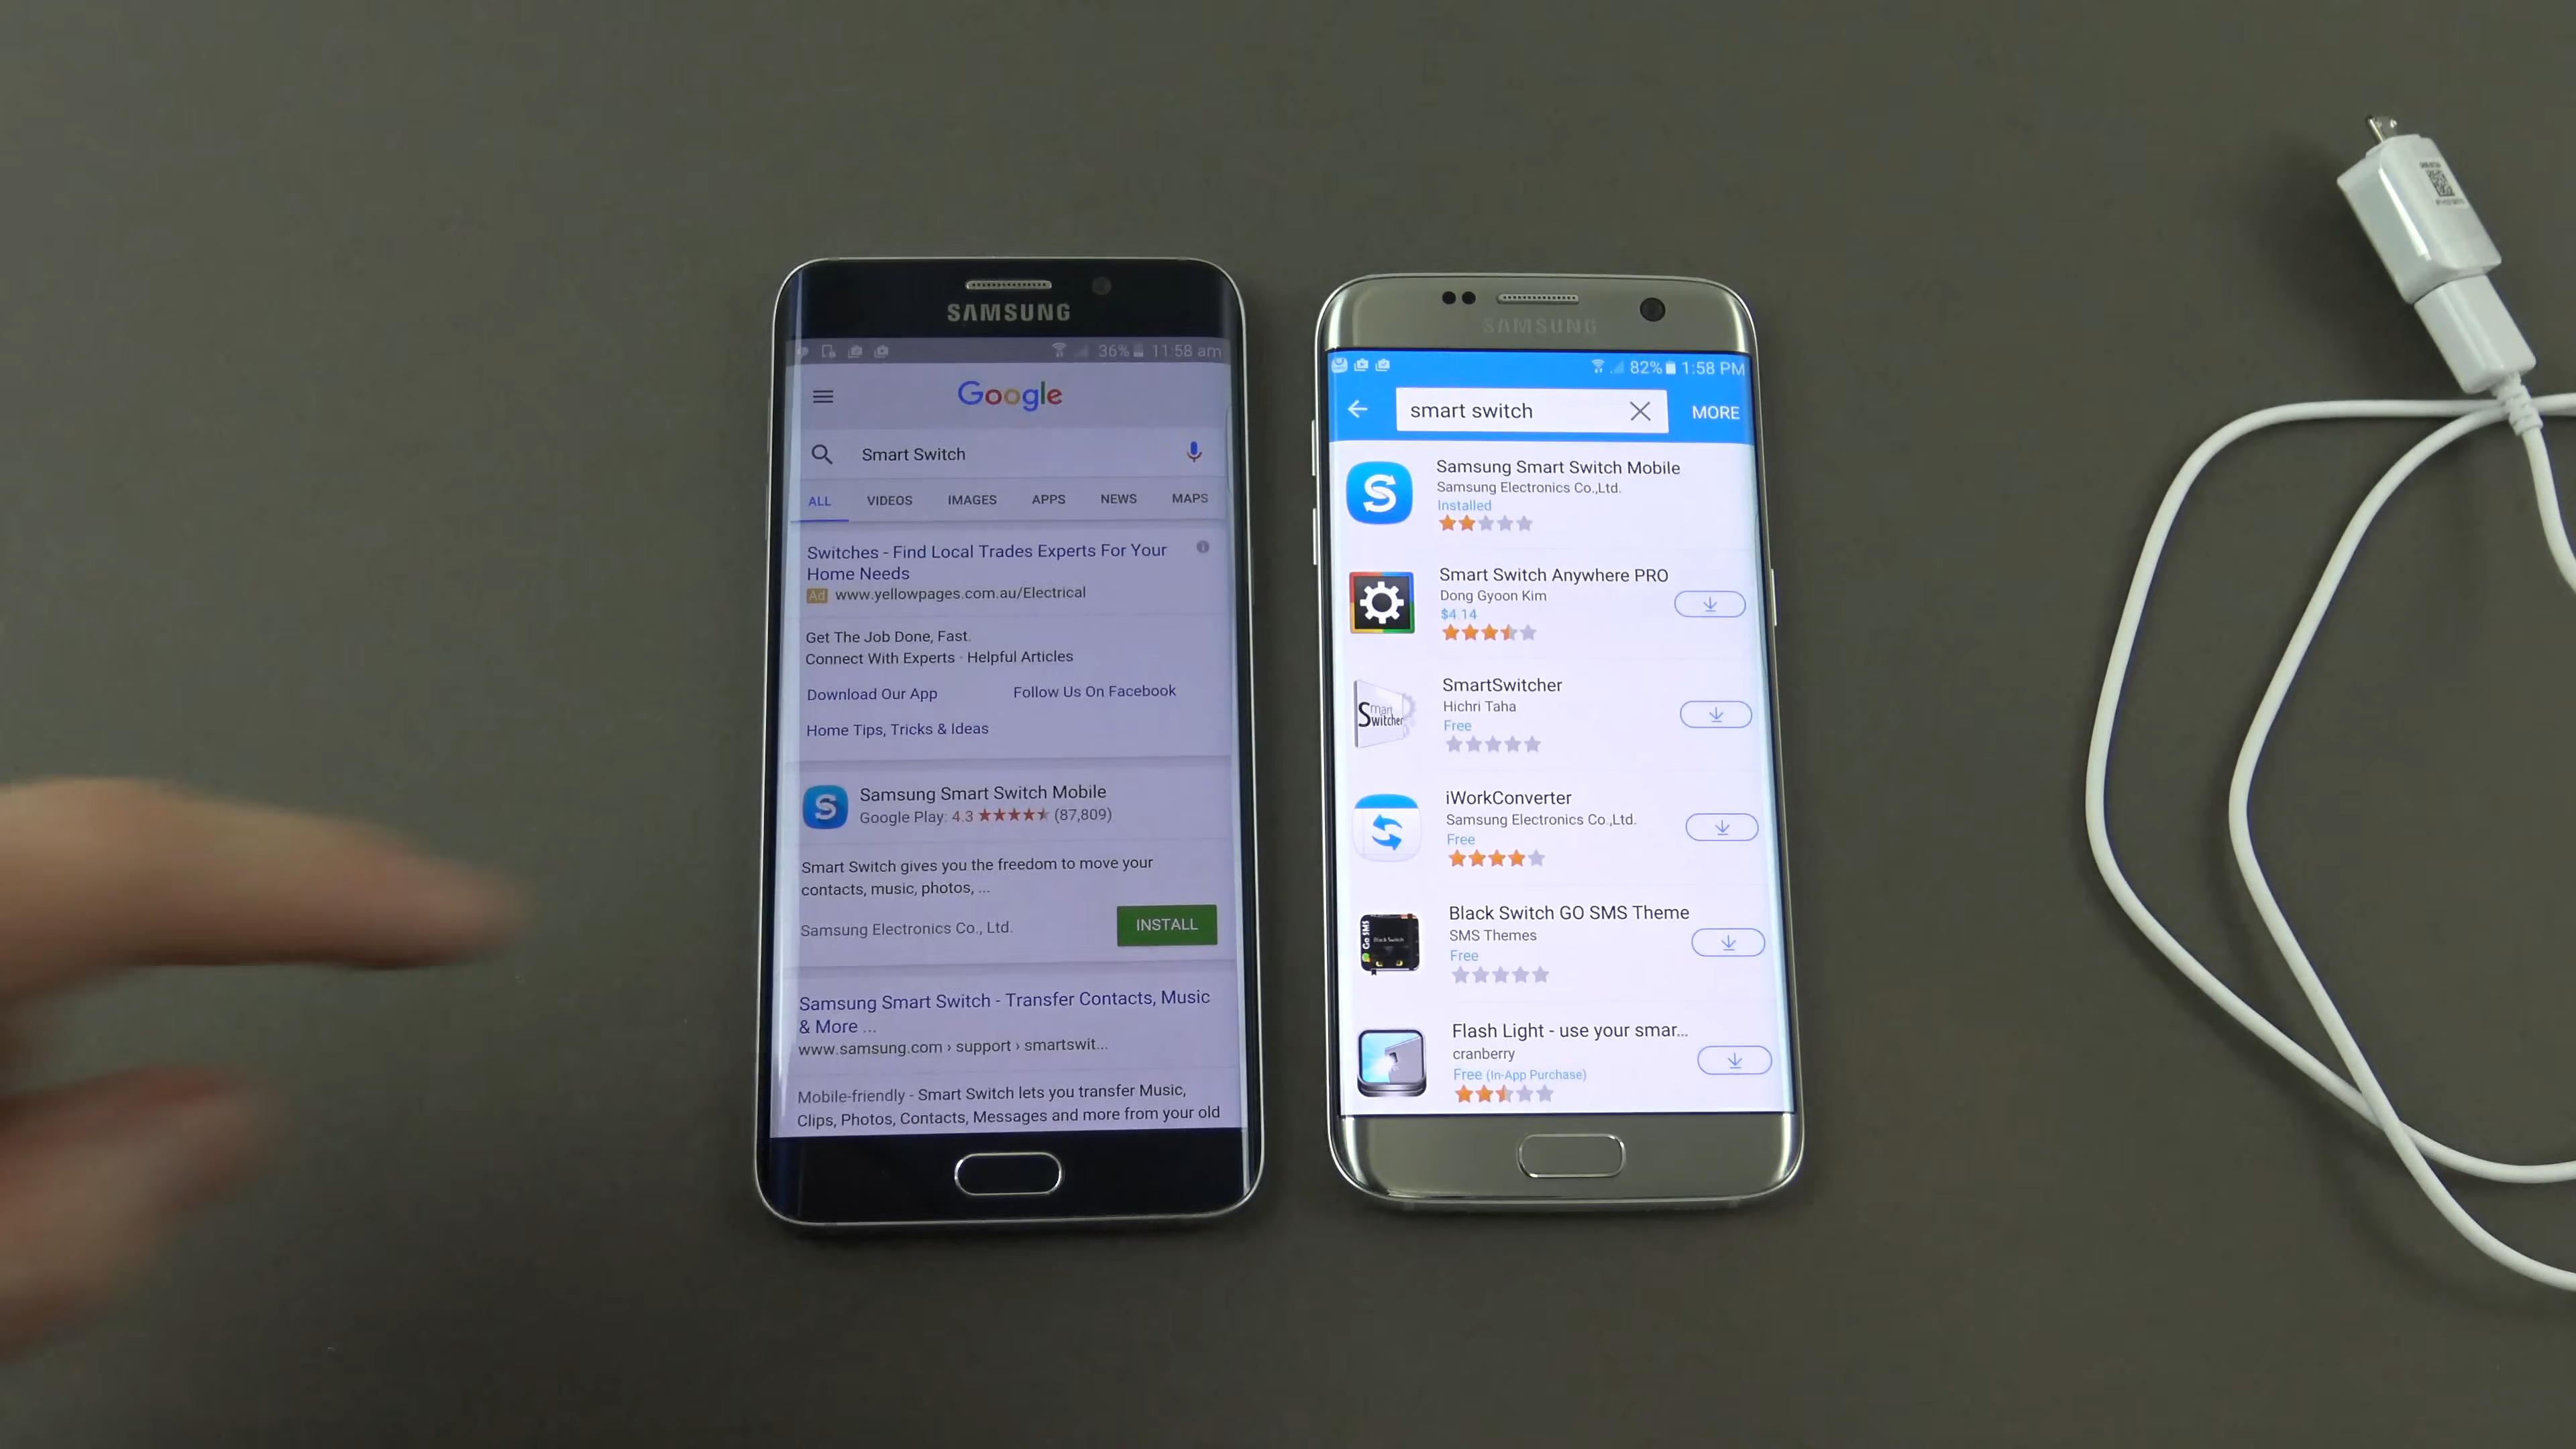 SAMSUNG
36% 11:58 am
Google
Smart Switch
ALL VIDEOS IMAGES APPS NEWS MAPS
Switches - Find Local Trades Experts For Your
Home Needs
Ad www.yellowpages.com.au/Electrical
Get The Job Done, Fast.
Connect With Experts · Helpful Articles
Download Our App Follow Us On Facebook
Home Tips, Tricks & Ideas
S
Samsung Smart Switch Mobile
Google Play: 4.3 ★★★★★ (87,809)
Smart Switch gives you the freedom to move your
contacts, music, photos, ...
Samsung Electronics Co., Ltd.
INSTALL
Samsung Smart Switch - Transfer Contacts, Music
& More ...
www.samsung.com › support › smartswit...
Mobile-friendly - Smart Switch lets you transfer Music,
Clips, Photos, Contacts, Messages and more from your old
SAMSUNG
82% 1:58 PM
smart switch
MORE
S
Samsung Smart Switch Mobile
Samsung Electronics Co.,Ltd.
Installed
Smart Switch Anywhere PRO
Dong Gyoon Kim
$4.14
Smart
Switcher
SmartSwitcher
Hichri Taha
Free
iWorkConverter
Samsung Electronics Co.,Ltd.
Free
GO SMS
Black Switch
Black Switch GO SMS Theme
SMS Themes
Free
Flash Light - use your smar...
cranberry
Free (In-App Purchase)